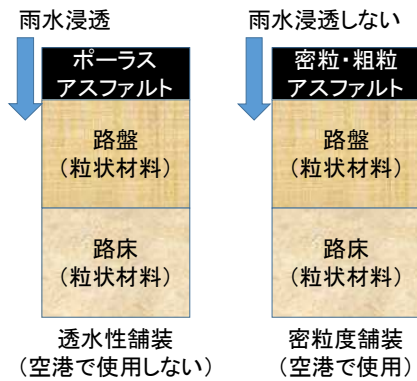 雨水浸透
ポーラス
アスファルト
路盤
(粒状材料)
路床
(粒状材料)
透水性舗装
(空港で使用しない)
雨水浸透しない
密粒・粗粒
アスファルト
路盤
(粒状材料)
路床
(粒状材料)
密粒度舗装
(空港で使用)